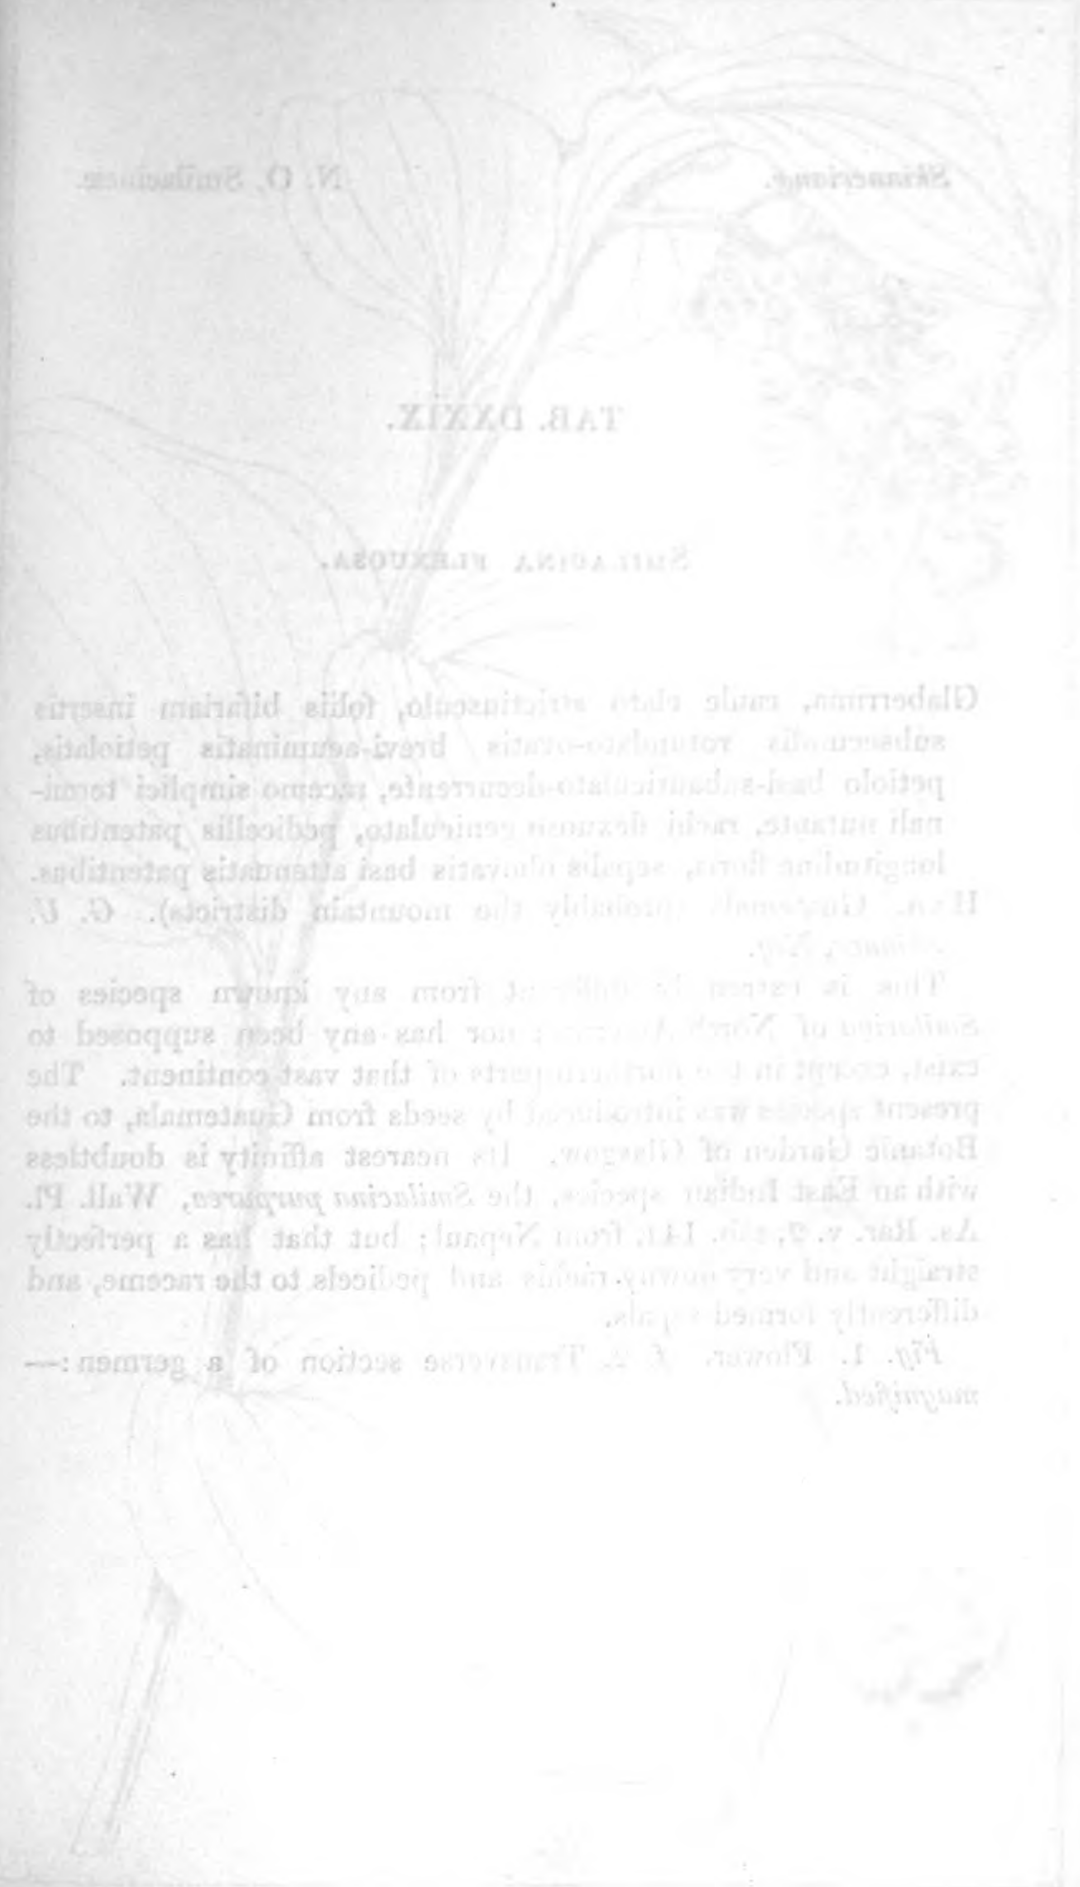 Skinneriana. N. O. Smilacineæ.
TAB. DXXIX.
SMILACINA FLEXUOSA.
Glaberrima, caule elato strictiusculo, foliis bifariam insertis
subsecundis rotundato-ovatis brevi-acuminatis petiolatis,
petiolo basi-subauriculato-decurrente, racemo simplici termi-
nali nutante, rachi flexuoso geniculato, pedicellis patentibus
longitudine floris, sepalis obovatis basi attenuatis patentibus.
HAB. Guatemala (probably the mountain districts). G. U.
Skinner,
This is extremely different from any known species of
Smilacina of North America; nor has any been supposed to
exist, except in the northern parts of that vast continent. The
present species was introduced by seeds from Guatemala, to the
Botanic Garden of Glasgow. Its nearest affinity is doubtless
with an East Indian species, the Smilacina purpurea, Wall. Pl.
As. Rar. v. 2. tab. 144. from Nepaul; but that has a perfectly
straight and very downy rachis and pedicels to the raceme, and
differently formed sepals.
Fig. 1. Flower. f. 2. Transverse section of a germen:—
magnified.